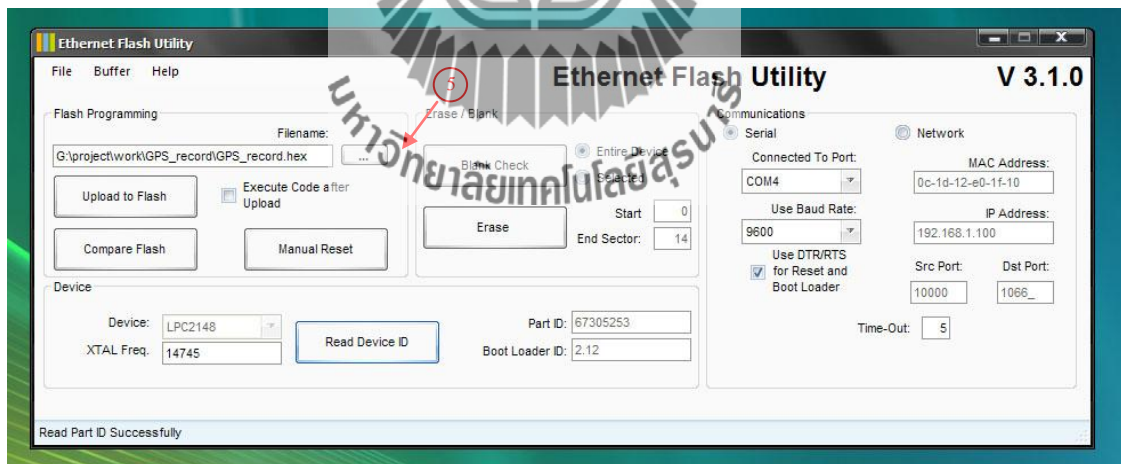 Ethernet Flash Utility
File Buffer Help
Ethernet Flash Utility V 3.1.0
5
Flash Programming
Filename:
G:\project\work\GPS_record\GPS_record.hex
...
Upload to Flash
Execute Code after
Upload
Compare Flash
Manual Reset
Erase / Blank
Blank Check
Entire Device
Selected
Erase
Start 0
End Sector: 14
Communications
Serial
Network
Connected To Port:
COM4
Use Baud Rate:
9600
Use DTR/RTS
for Reset and
Boot Loader
MAC Address:
0c-1d-12-e0-1f-10
IP Address:
192.168.1.100
Src Port: Dst Port:
10000 1066_
Time-Out: 5
Device
Device: LPC2148
XTAL Freq. 14745
Read Device ID
Part ID: 67305253
Boot Loader ID: 2.12
Read Part ID Successfully
มหาวิทยาลัยเทคโนโลยีสุรนารี